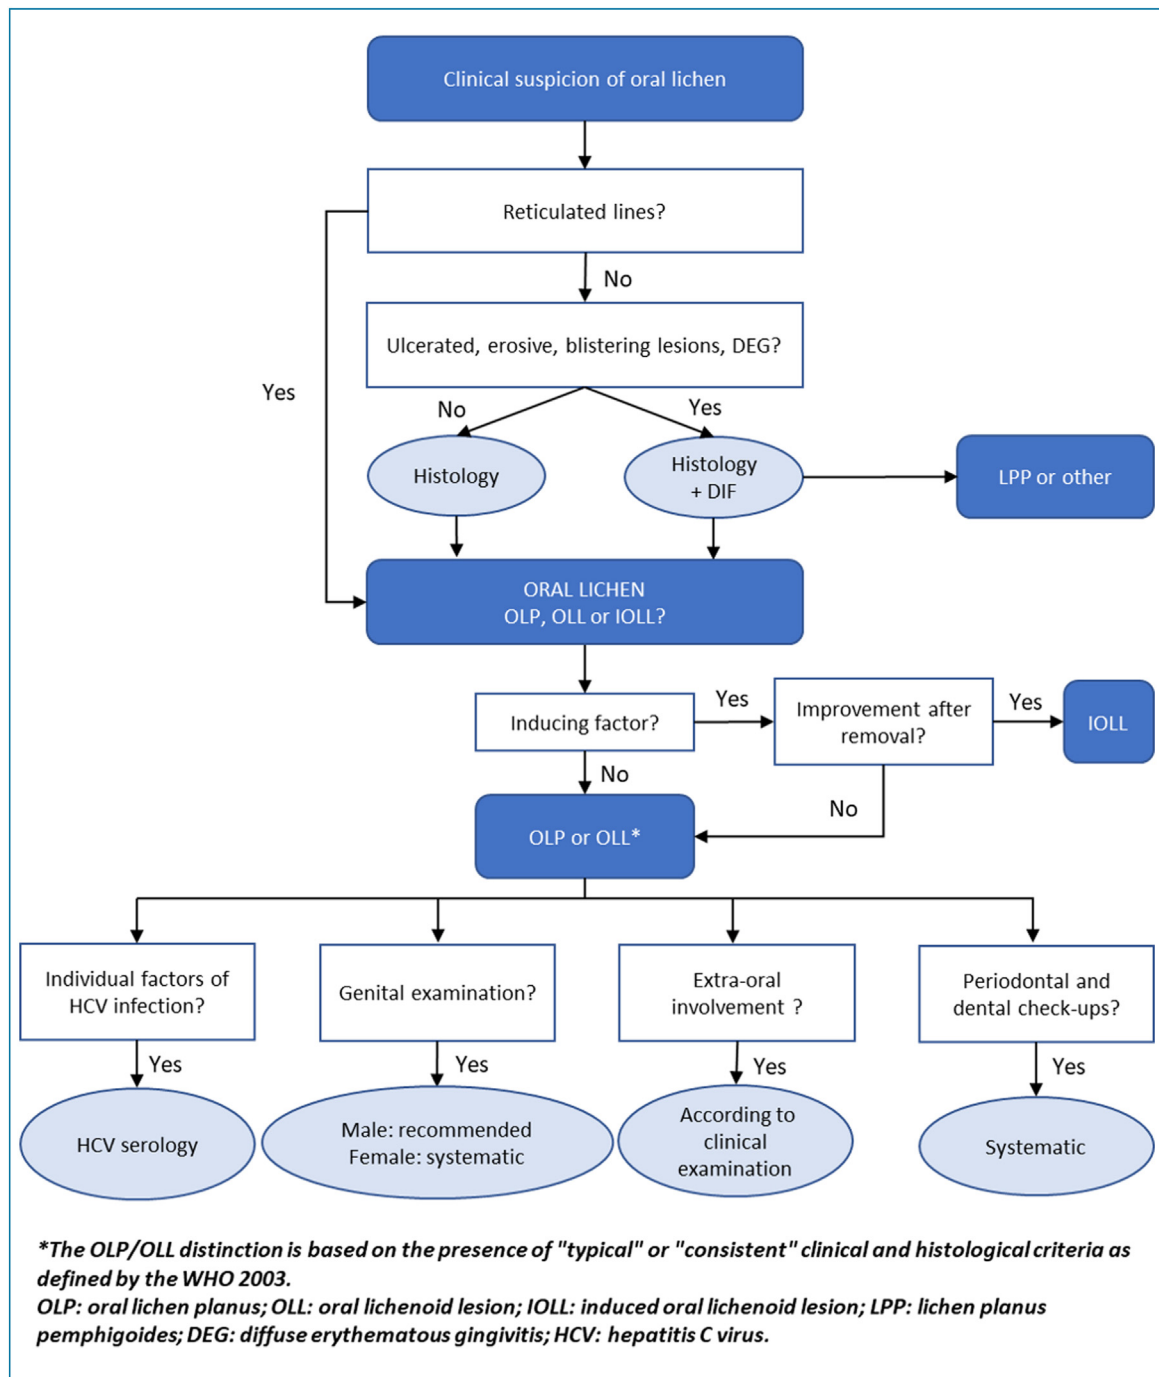 Clinical suspicion of oral lichen
Reticulated lines?
No
Ulcerated, erosive, blistering lesions, DEG?
Yes
No
Yes
Histology
Histology
+ DIF
LPP or other
ORAL LICHEN
OLP, OLL or IOLL?
Inducing factor?
Yes
Improvement after
removal?
Yes
IOLL
No
No
OLP or OLL*
Individual factors of
HCV infection?
Genital examination?
Extra-oral
involvement ?
Periodontal and
dental check-ups?
Yes
Yes
Yes
Yes
HCV serology
Male: recommended
Female: systematic
According to
clinical
examination
Systematic
*The OLP/OLL distinction is based on the presence of "typical" or "consistent" clinical and histological criteria as
defined by the WHO 2003.
OLP: oral lichen planus; OLL: oral lichenoid lesion; IOLL: induced oral lichenoid lesion; LPP: lichen planus
pemphigoides; DEG: diffuse erythematous gingivitis; HCV: hepatitis C virus.